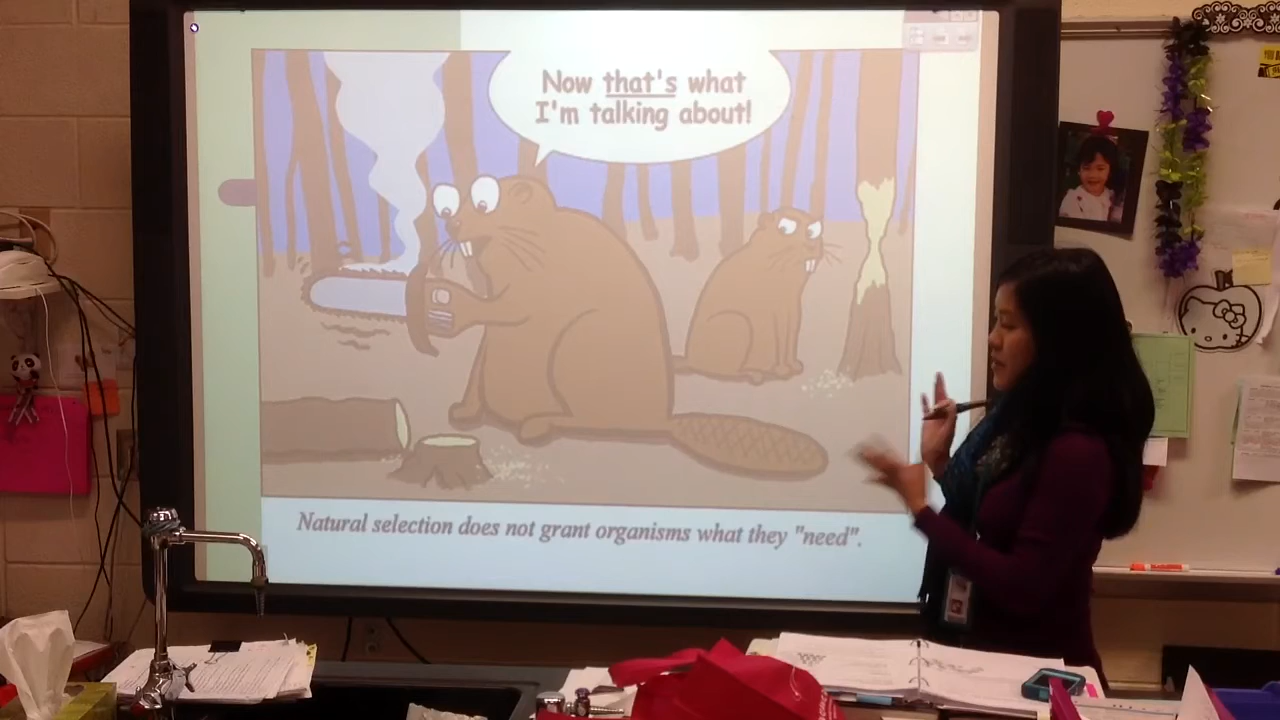 Now that's what
I'm talking about!
Natural selection does not grant organisms what they "need".